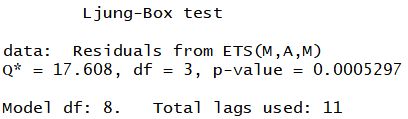 Ljung-Box test
data:  Residuals from ETS(M,A,M)
Q* = 17.608, df = 3, p-value = 0.0005297
Model df: 8.   Total lags used: 11